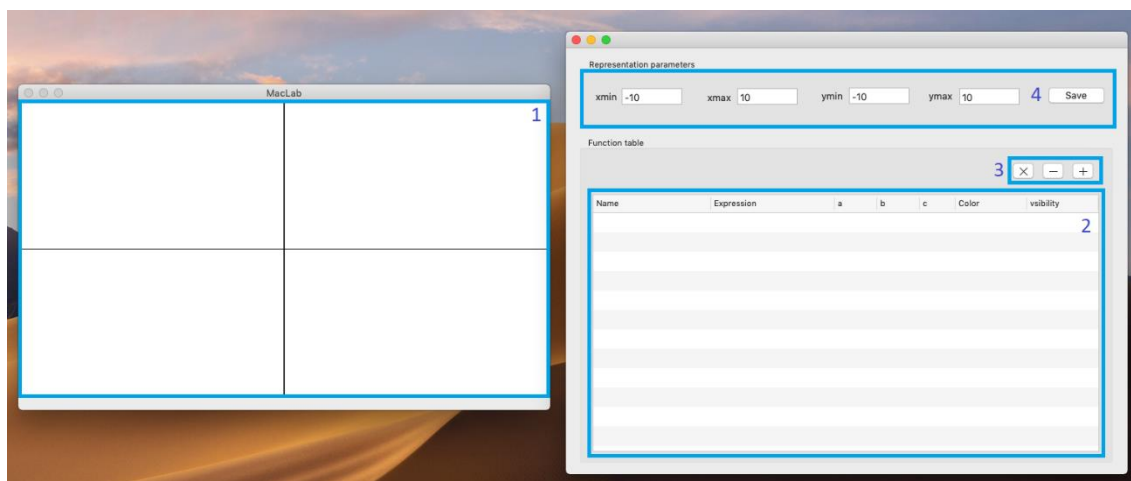 MacLab
1
Representation parameters
xmin -10 xmax 10 ymin -10 ymax 10 4 Save
Function table
3 × − +
Name Expression a b c Color vsibility
2